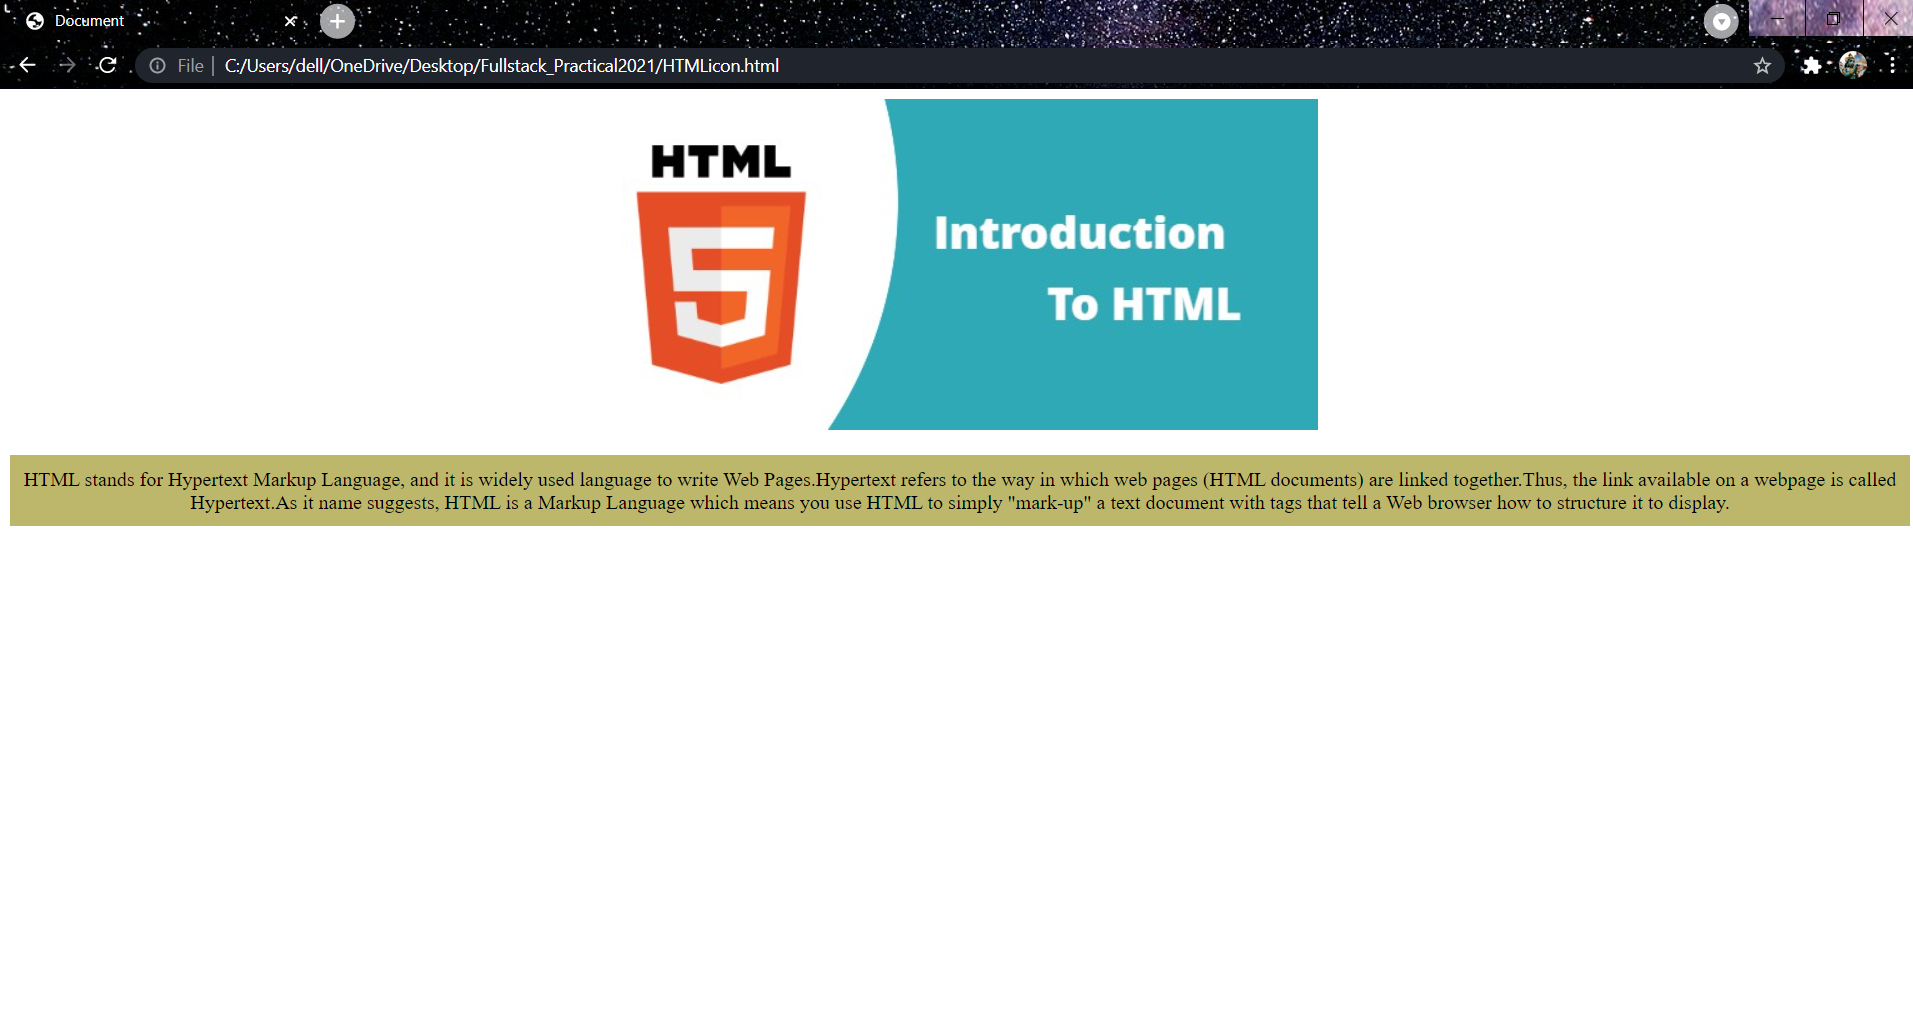 Document
File | C:/Users/dell/OneDrive/Desktop/Fullstack_Practical2021/HTMLicon.html
HTML
5
Introduction
To HTML
HTML stands for Hypertext Markup Language, and it is widely used language to write Web Pages.Hypertext refers to the way in which web pages (HTML documents) are linked together.Thus, the link available on a webpage is called
Hypertext.As it name suggests, HTML is a Markup Language which means you use HTML to simply "mark-up" a text document with tags that tell a Web browser how to structure it to display.